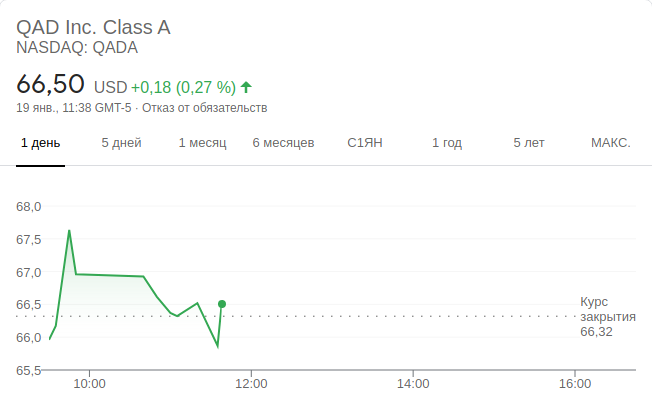 QAD Inc. Class A
NASDAQ: QADA
66,50 USD +0,18 (0,27 %)
19 янв., 11:38 GMT-5 · Отказ от обязательств
1 день 5 дней 1 месяц 6 месяцев С1ЯН 1 год 5 лет МАКС.
68,0
67,5
67,0
66,5
66,0
65,5
Курс
закрытия
66,32
10:00 12:00 14:00 16:00